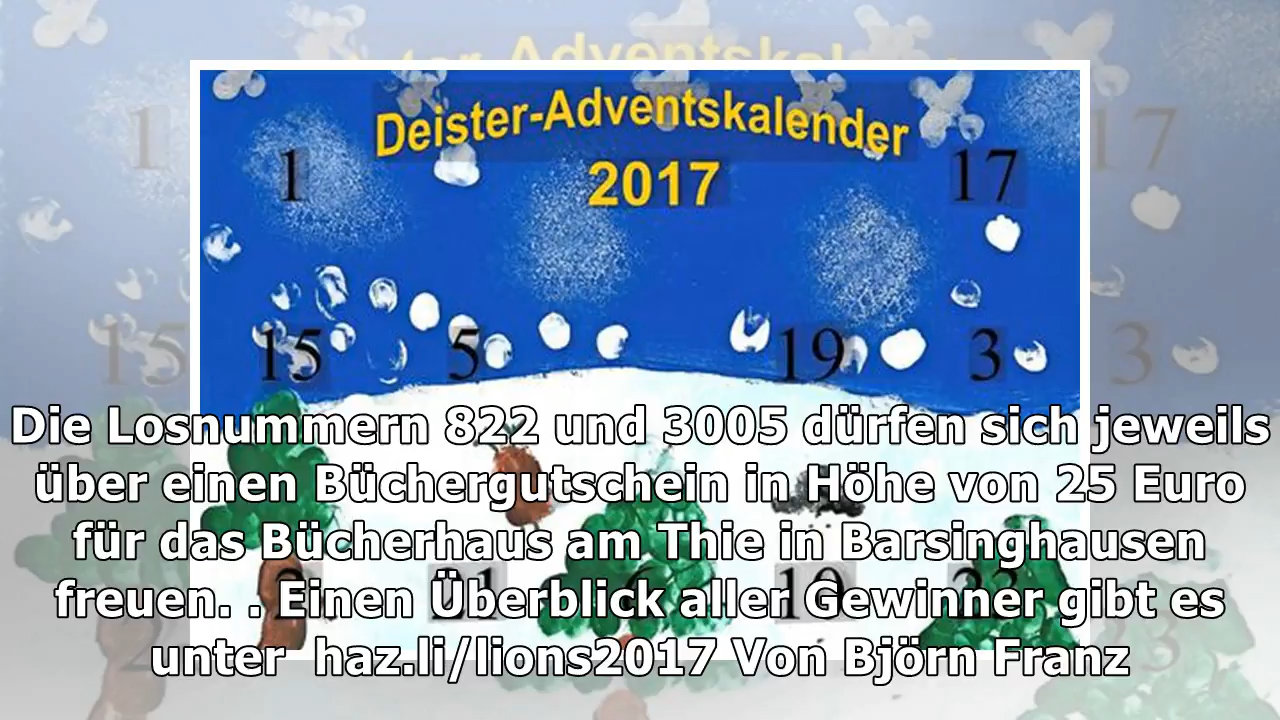 Deister-Adventskalender
2017
1
17
15
5
19
3
Die Losnummern 822 und 3005 dürfen sich jeweils
über einen Büchergutschein in Höhe von 25 Euro
für das Bücherhaus am Thie in Barsinghausen
freuen. . Einen Überblick aller Gewinner gibt es
unter haz.li/lions2017 Von Björn Franz